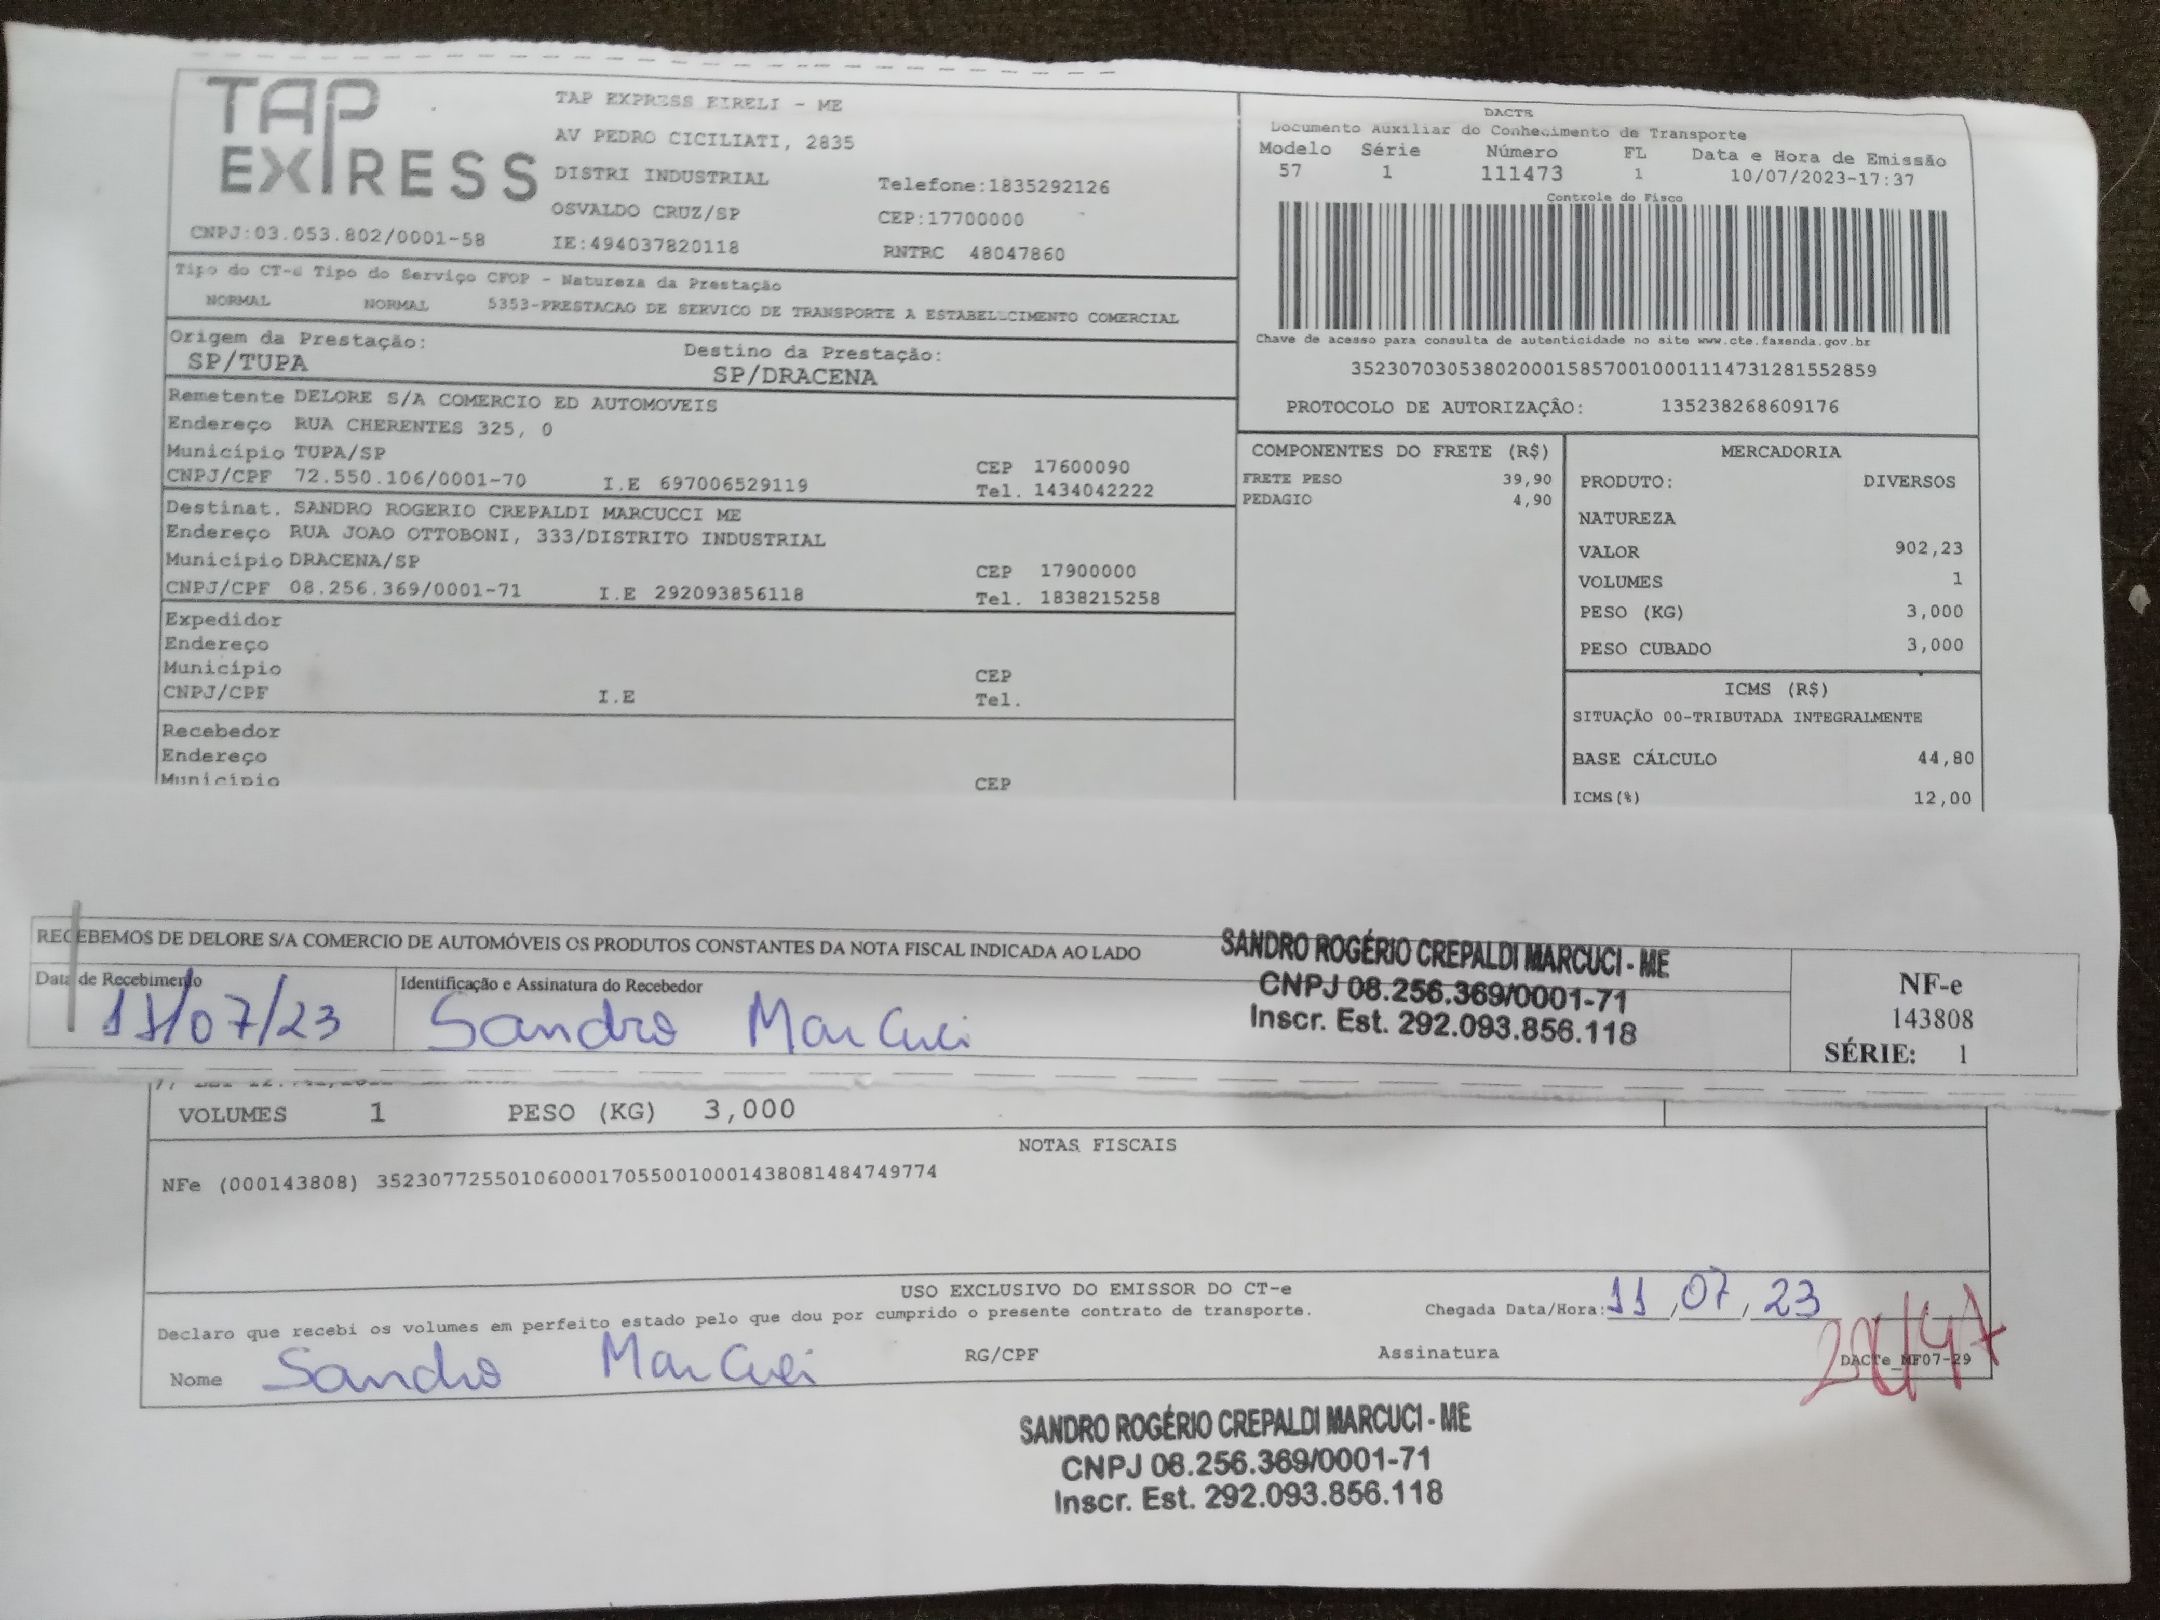 TAP EXPRESS
TAP EXPRESS EIRELI - ME
AV PEDRO CICILIATI, 2835
DISTRI INDUSTRIAL
Telefone:1835292126
OSVALDO CRUZ/SP
CEP:17700000
CNPJ:03.053.802/0001-58
IE:494037820118
RNTRC 48047860
DACTE
Documento Auxiliar do Conhecimento de Transporte
Modelo Série Número FL Data e Hora de Emissão
57 1 111473 1 10/07/2023-17:37
Controle do Fisco
Chave de acesso para consulta de autenticidade no site www.cte.fazenda.gov.br
35230703053802000158570010001114731281552859
PROTOCOLO DE AUTORIZAÇÃO: 135238268609176
Tipo do CT-e Tipo do Serviço CFOP - Natureza da Prestação
NORMAL NORMAL 5353-PRESTACAO DE SERVICO DE TRANSPORTE A ESTABELECIMENTO COMERCIAL
Origem da Prestação: Destino da Prestação:
SP/TUPA SP/DRACENA
Remetente DELORE S/A COMERCIO ED AUTOMOVEIS
Endereço RUA CHERENTES 325, 0
Município TUPA/SP CEP 17600090
CNPJ/CPF 72.550.106/0001-70 I.E 697006529119 Tel. 1434042222
Destinat. SANDRO ROGERIO CREPALDI MARCUCCI ME
Endereço RUA JOAO OTTOBONI, 333/DISTRITO INDUSTRIAL
Município DRACENA/SP CEP 17900000
CNPJ/CPF 08.256.369/0001-71 I.E 292093856118 Tel. 1838215258
Expedidor
Endereço
Município CEP
CNPJ/CPF I.E Tel.
Recebedor
Endereço
Município CEP
COMPONENTES DO FRETE (R$)
FRETE PESO 39,90
PEDAGIO 4,90
MERCADORIA
PRODUTO: DIVERSOS
NATUREZA
VALOR 902,23
VOLUMES 1
PESO (KG) 3,000
PESO CUBADO 3,000
ICMS (R$)
SITUAÇÃO 00-TRIBUTADA INTEGRALMENTE
BASE CÁLCULO 44,80
ICMS(%) 12,00
RECEBEMOS DE DELORE S/A COMERCIO DE AUTOMÓVEIS OS PRODUTOS CONSTANTES DA NOTA FISCAL INDICADA AO LADO
Data de Recebimento Identificação e Assinatura do Recebedor
11/07/23 Sandro Marcuci
SANDRO ROGÉRIO CREPALDI MARCUCI - ME
CNPJ 08.256.369/0001-71
Inscr. Est. 292.093.856.118
NF-e
143808
SÉRIE: 1
VOLUMES 1 PESO (KG) 3,000
NOTAS FISCAIS
NFe (000143808) 35230772550106000170550010001438081484749774
USO EXCLUSIVO DO EMISSOR DO CT-e
Declaro que recebi os volumes em perfeito estado pelo que dou por cumprido o presente contrato de transporte.
Chegada Data/Hora: 11/07/23
Nome Sandro Marcuci RG/CPF Assinatura
DACTe_MF07-29
SANDRO ROGÉRIO CREPALDI MARCUCI - ME
CNPJ 08.256.369/0001-71
Inscr. Est. 292.093.856.118